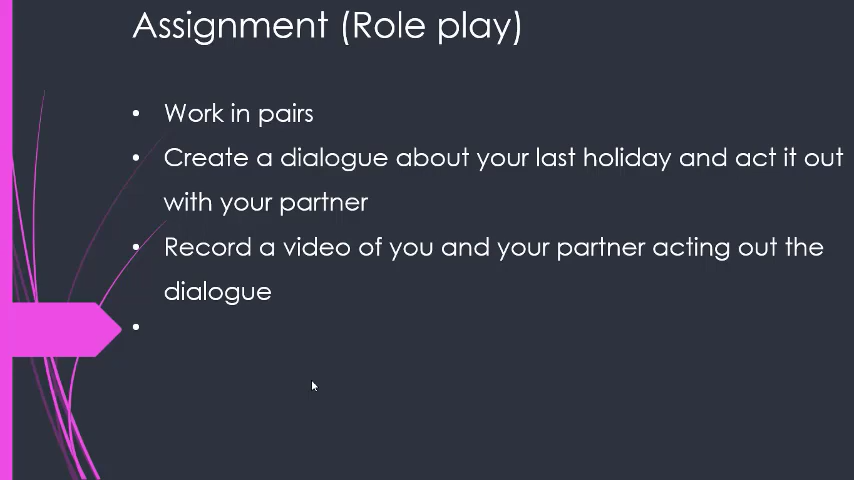 Assignment (Role play)
• Work in pairs
• Create a dialogue about your last holiday and act it out
with your partner
• Record a video of you and your partner acting out the
dialogue
•